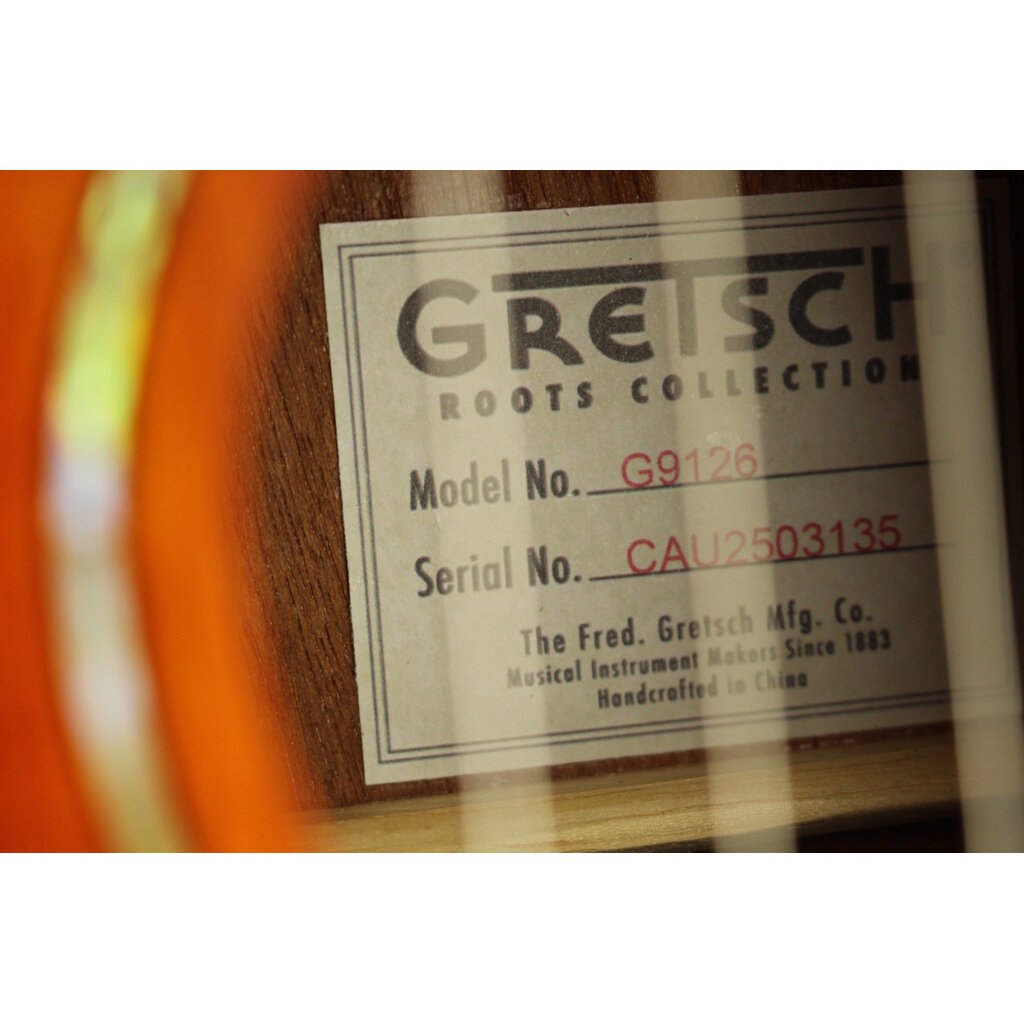 GRETSCH®
ROOTS COLLECTION
Model No. G9126
Serial No. CAU2503135
The Fred. Gretsch Mfg. Co.
Musical Instrument Makers Since 1883
Handcrafted in China